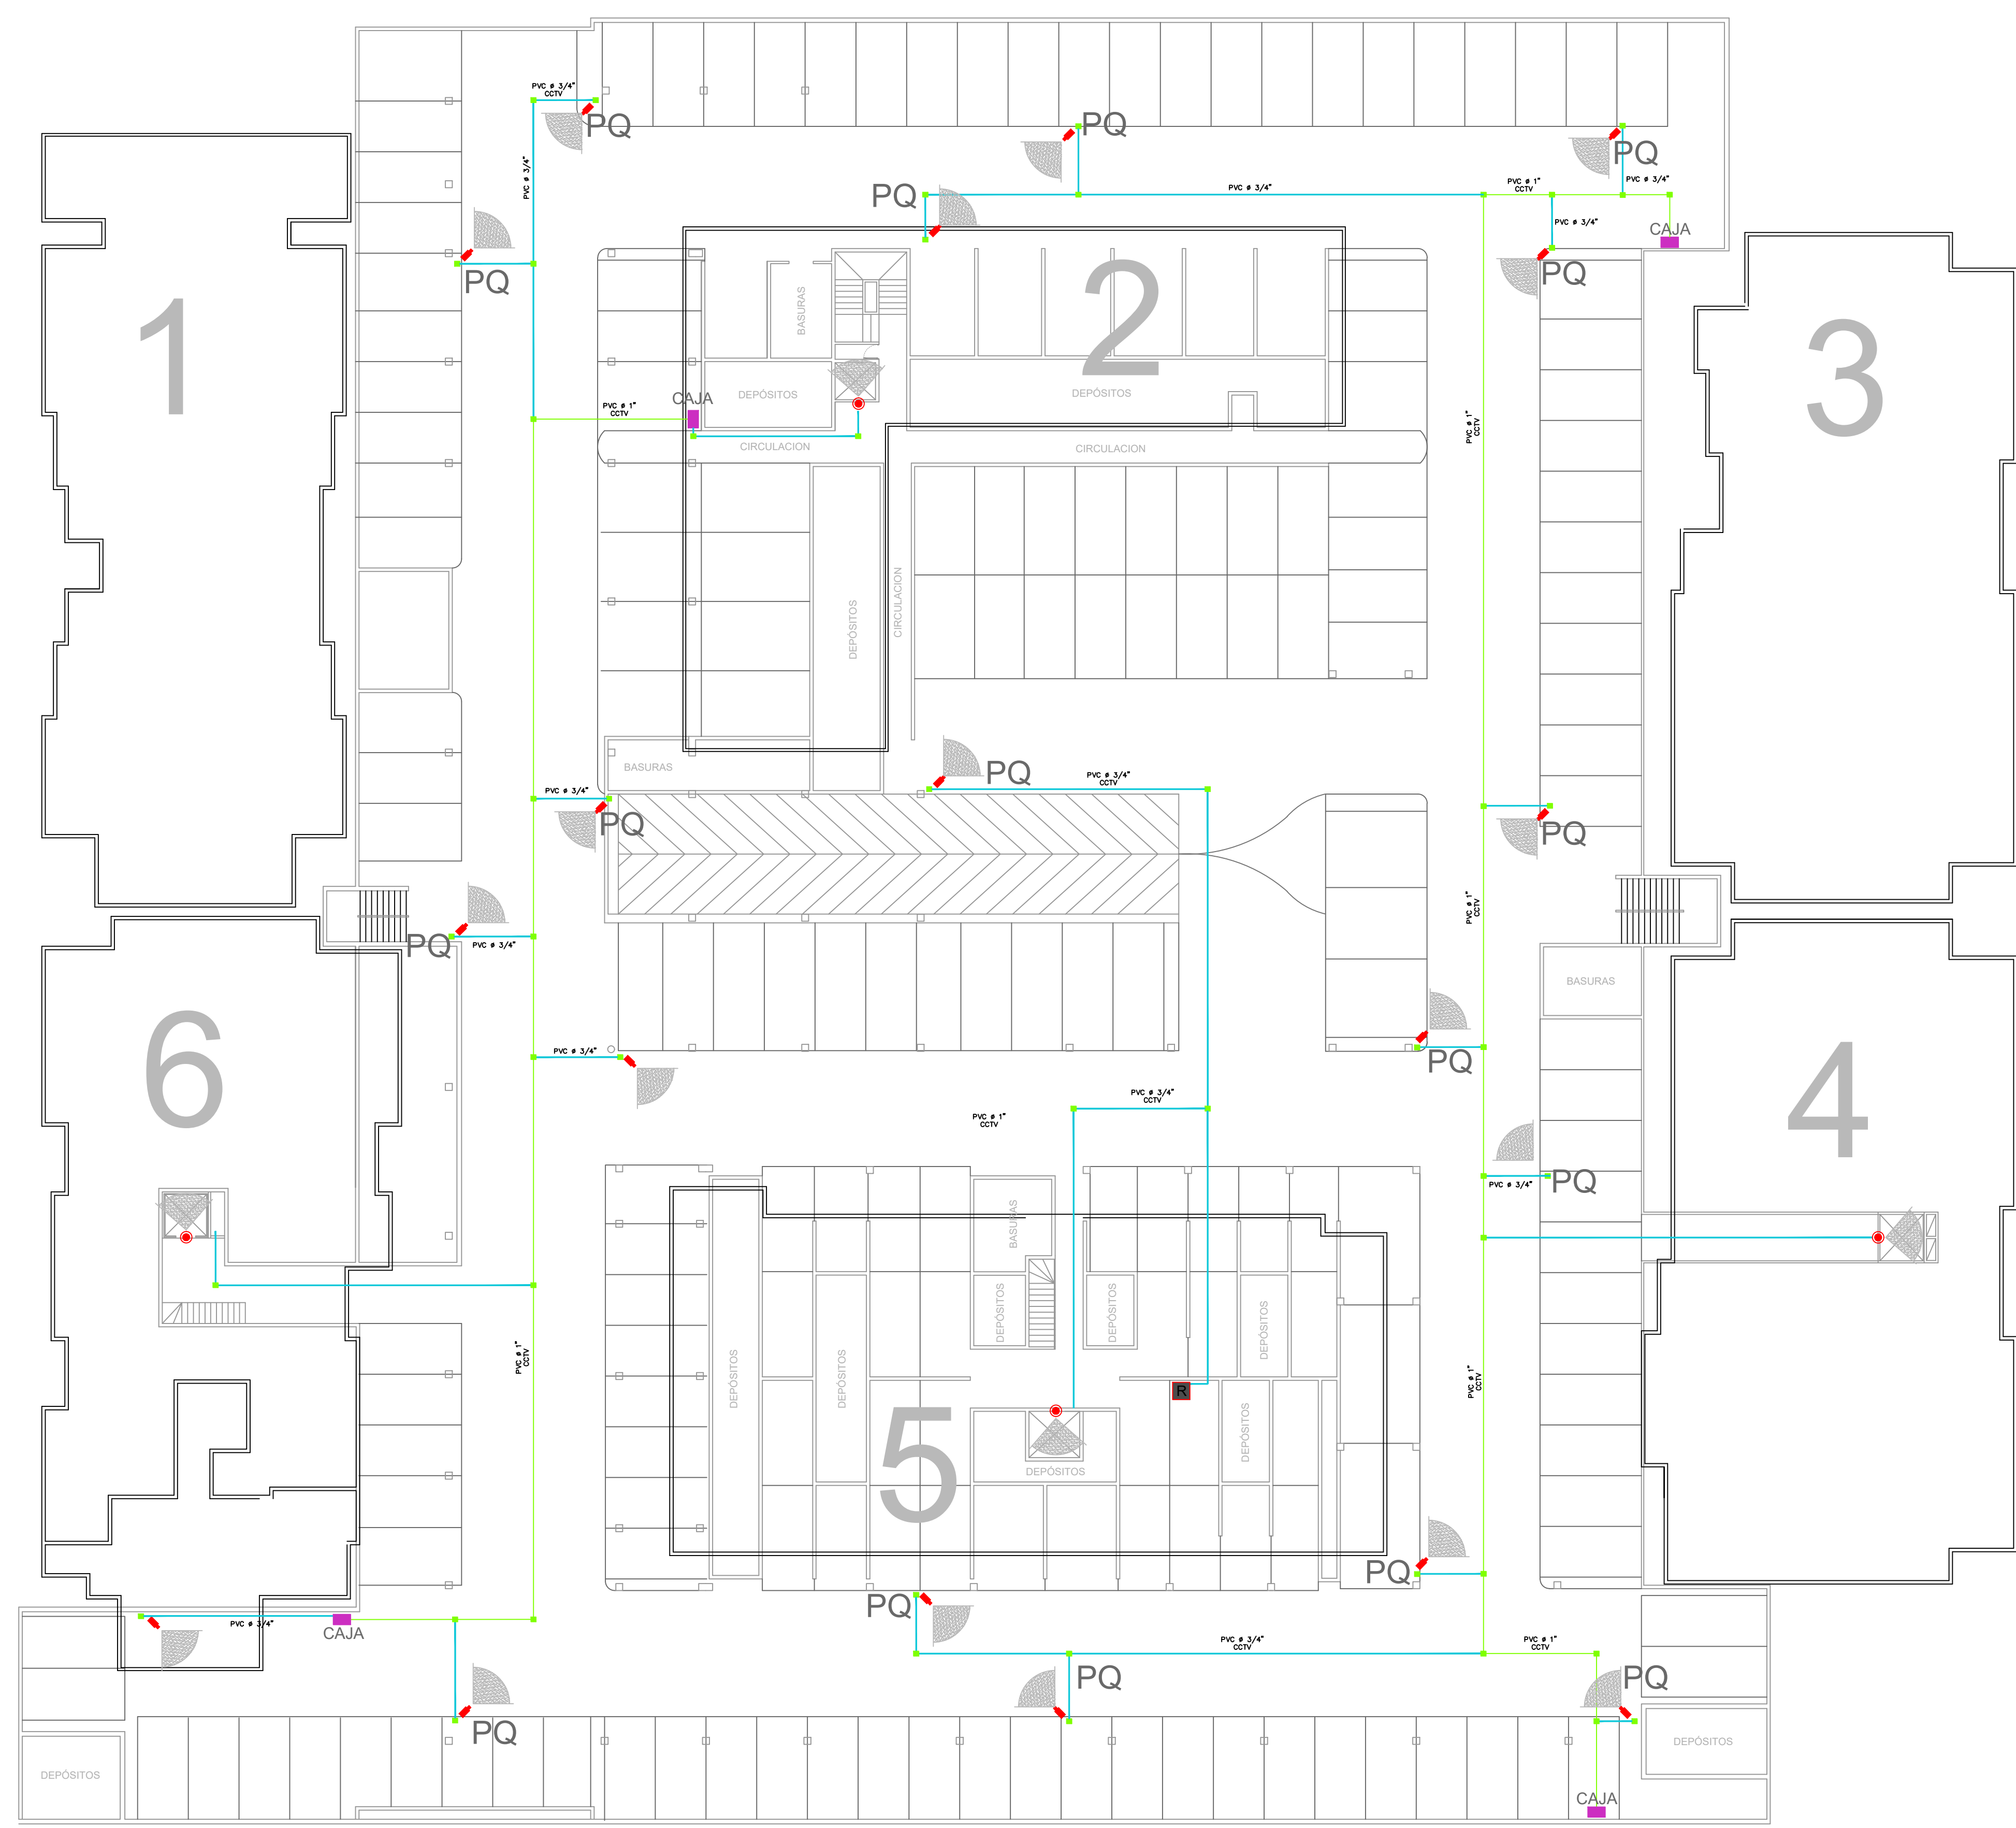 PVC ø 3/4"
CCTV
PQ
PQ
PQ
PVC ø 3/4"
PQ
PVC ø 3/4"
PVC ø 1"
CCTV
PVC ø 3/4"
PVC ø 3/4"
CAJA
PQ
PQ
1
2
3
BASURAS
DEPÓSITOS
DEPÓSITOS
CAJA
PVC ø 1"
CCTV
PVC ø 1"
CCTV
CIRCULACION
CIRCULACION
CIRCULACION
DEPÓSITOS
BASURAS
PQ
PVC ø 3/4"
CCTV
PVC ø 3/4"
PQ
PQ
PVC ø 1"
CCTV
PQ
PVC ø 3/4"
BASURAS
6
PVC ø 3/4"
PQ
4
PVC ø 3/4"
CCTV
PVC ø 1"
CCTV
PQ
PVC ø 3/4"
BASURAS
DEPÓSITOS
DEPÓSITOS
DEPÓSITOS
DEPÓSITOS
DEPÓSITOS
PVC ø 1"
CCTV
PVC ø 1"
CCTV
R
5
DEPÓSITOS
DEPÓSITOS
PQ
PQ
PVC ø 3/4"
CAJA
PVC ø 3/4"
CCTV
PVC ø 1"
CCTV
PQ
PQ
PQ
DEPÓSITOS
DEPÓSITOS
CAJA